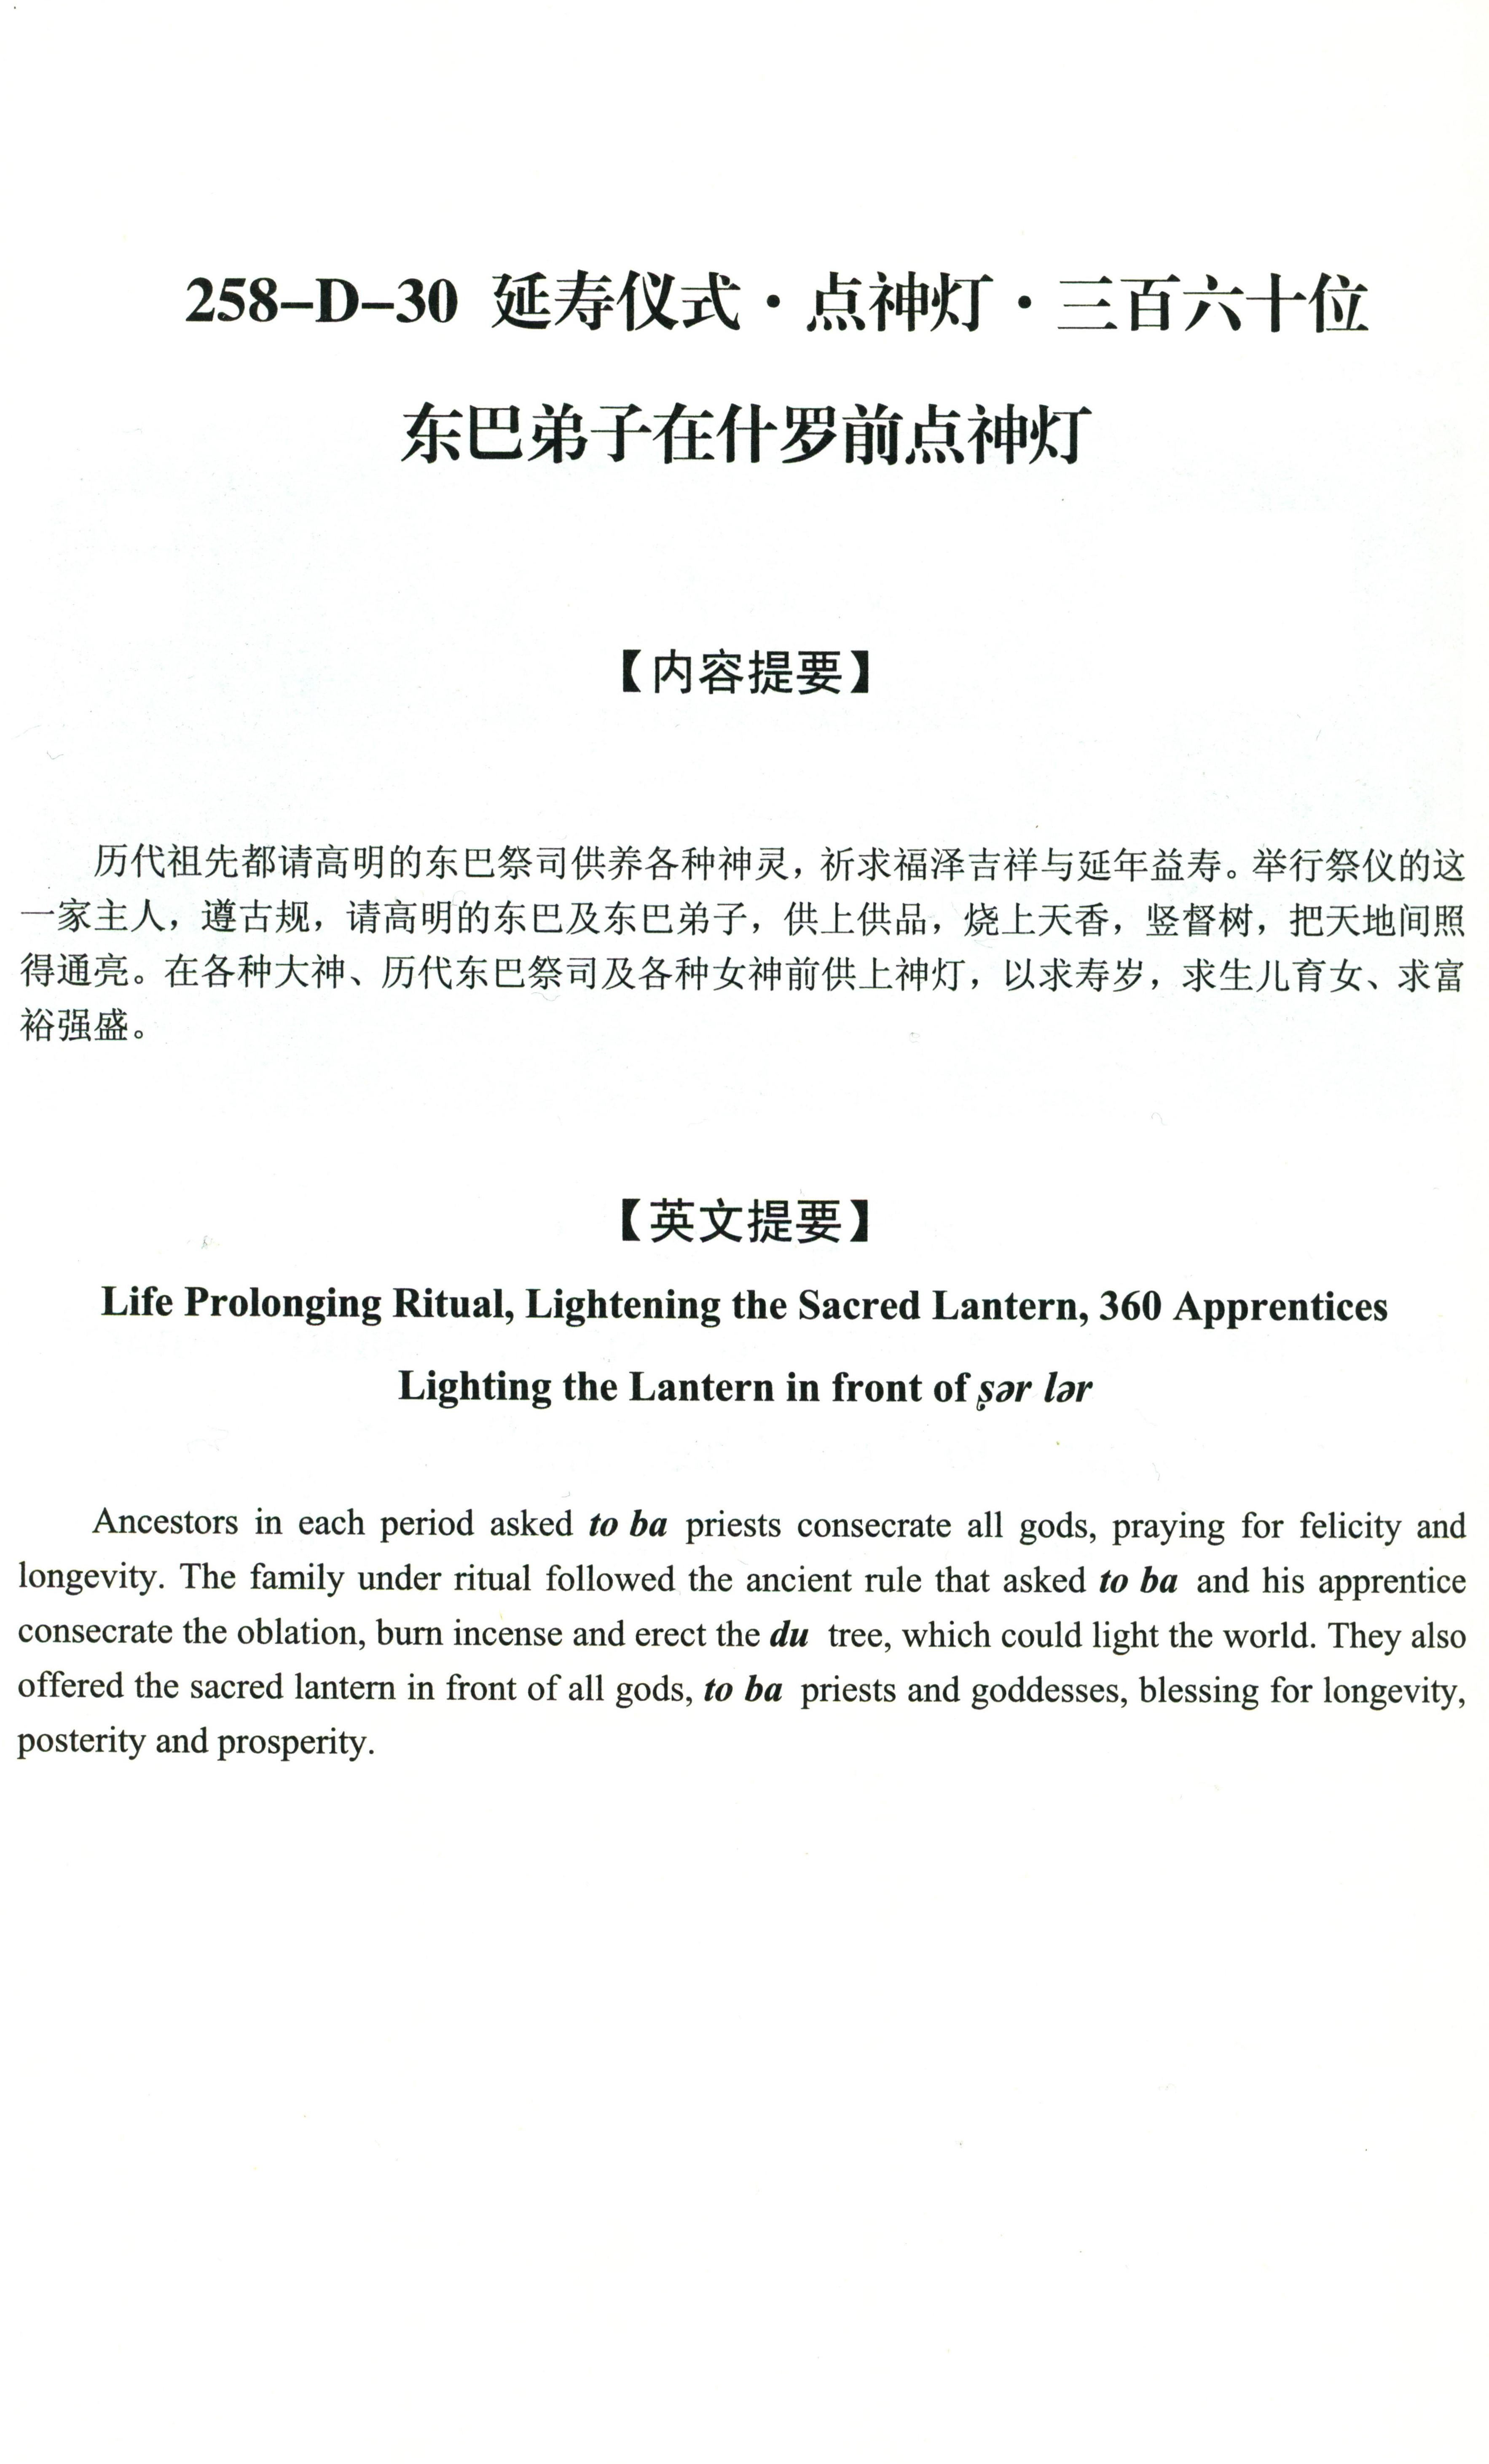 258–D–30 延寿仪式·点神灯·三百六十位
东巴弟子在什罗前点神灯
【内容提要】
历代祖先都请高明的东巴祭司供养各种神灵，祈求福泽吉祥与延年益寿。举行祭仪的这
一家主人，遵古规，请高明的东巴及东巴弟子，供上供品，烧上天香，竖督树，把天地间照
得通亮。在各种大神、历代东巴祭司及各种女神前供上神灯，以求寿岁，求生儿育女、求富
裕强盛。
【英文提要】
Life Prolonging Ritual, Lightening the Sacred Lantern, 360 Apprentices
Lighting the Lantern in front of ʂər lər
Ancestors in each period asked to ba priests consecrate all gods, praying for felicity and
longevity. The family under ritual followed the ancient rule that asked to ba and his apprentice
consecrate the oblation, burn incense and erect the du tree, which could light the world. They also
offered the sacred lantern in front of all gods, to ba priests and goddesses, blessing for longevity,
posterity and prosperity.